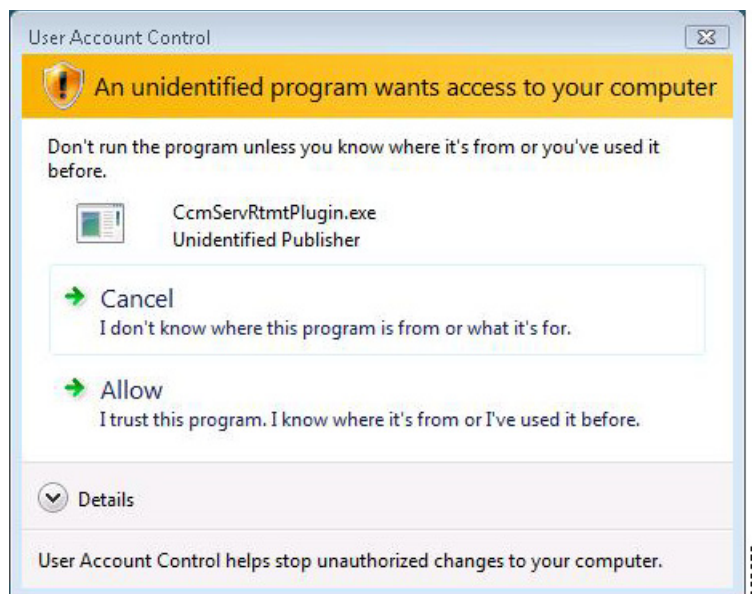 User Account Control
An unidentified program wants access to your computer
Don't run the program unless you know where it's from or you've used it
before.
CcmServRtmtPlugin.exe
Unidentified Publisher
Cancel
I don't know where this program is from or what it's for.
Allow
I trust this program. I know where it's from or I've used it before.
Details
User Account Control helps stop unauthorized changes to your computer.